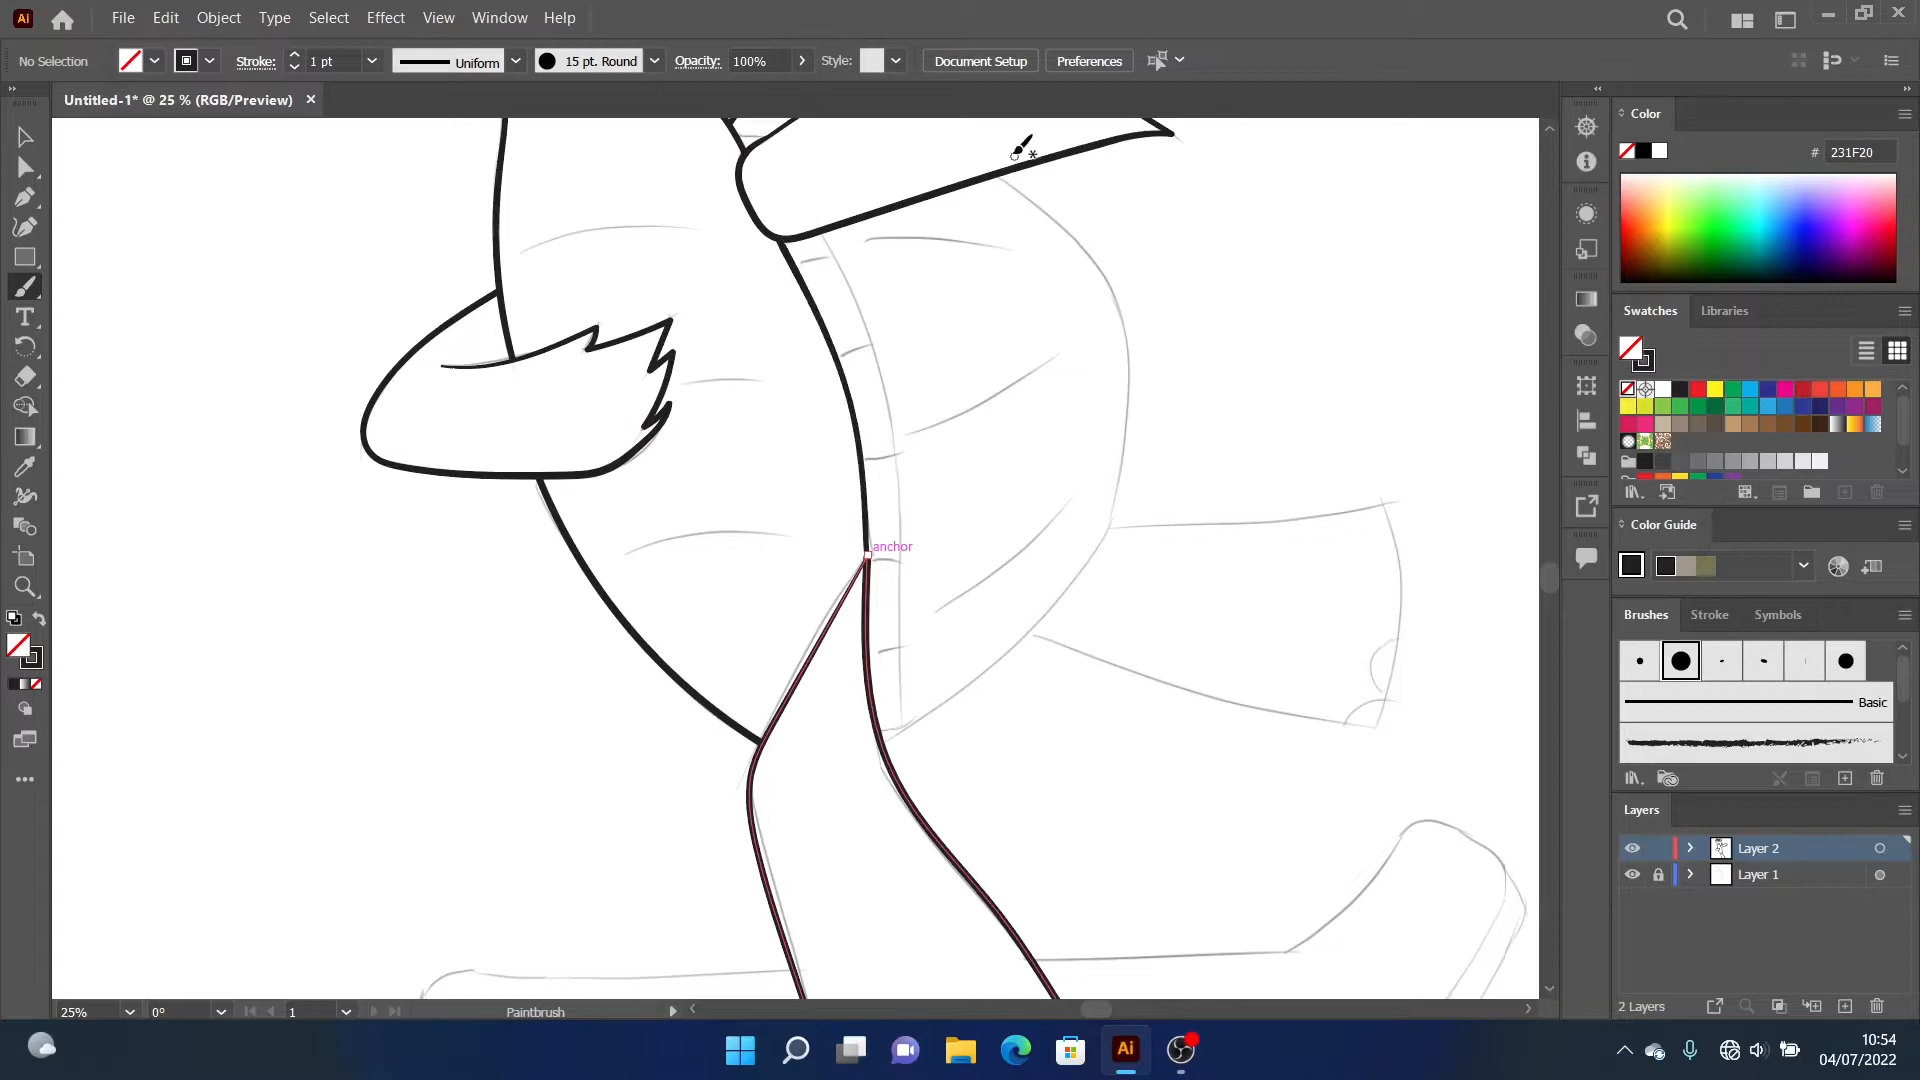 Ai File Edit Object Type Select Effect View Window Help
No Selection Stroke: 1 pt Uniform 15 pt. Round Opacity: 100% Style: Document Setup Preferences
Untitled-1* @ 25 % (RGB/Preview)
Color
# 231F20
Swatches Libraries
anchor
Color Guide
Brushes Stroke Symbols
Basic
Layers
Layer 2
Layer 1
2 Layers
25% 0° 1 Paintbrush
Ai
10:54
04/07/2022